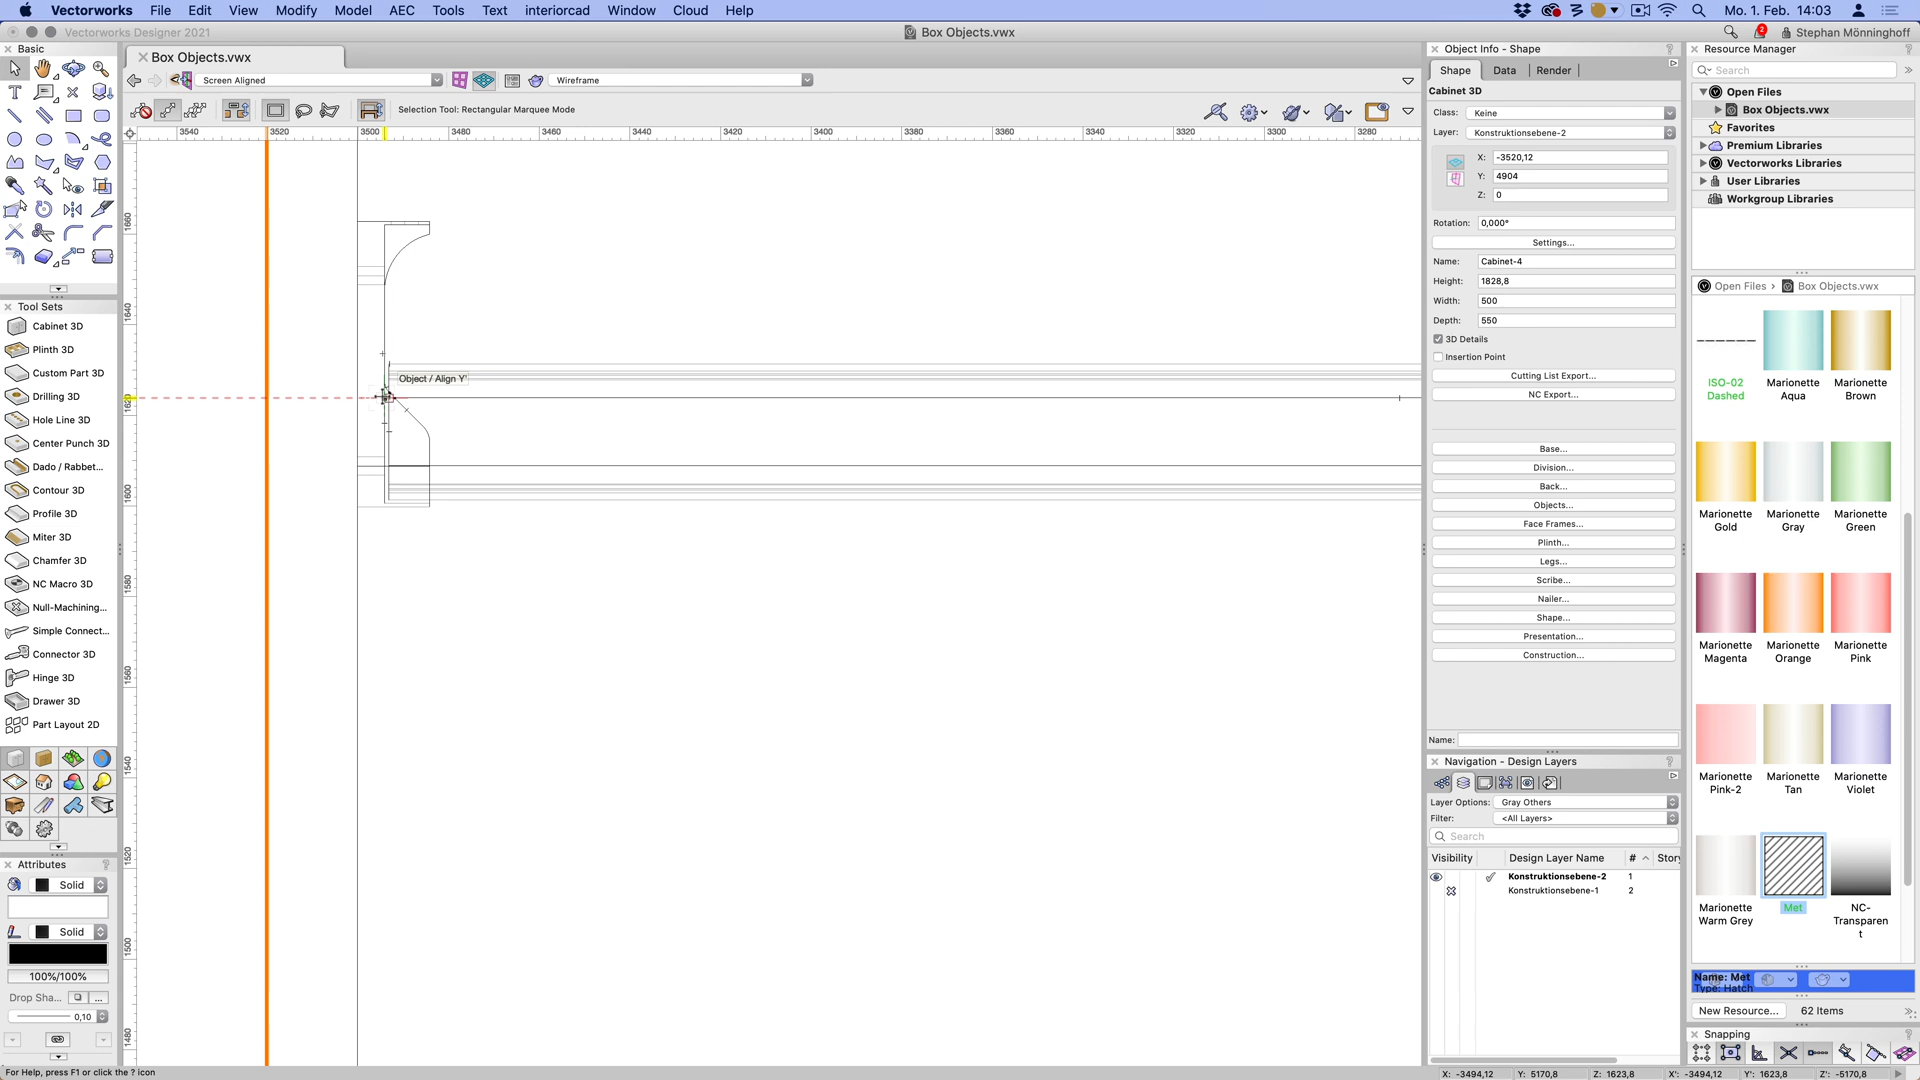 Vectorworks File Edit View Modify Model AEC Tools Text interiorcad Window Cloud Help Mo. 1. Feb. 14:03
Vectorworks Designer 2021 Box Objects.vwx 2 Stephan Mönninghoff
Basic
Box Objects.vwx
Screen Aligned Wireframe
Selection Tool: Rectangular Marquee Mode
3540 3520 3500 3480 3460 3440 3420 3400 3380 3360 3340 3320 3300 3280
1660
1640
1620
1600
1580
1560
1540
1520
1500
1480
Object / Align Y'
Tool Sets
Cabinet 3D
Plinth 3D
Custom Part 3D
Drilling 3D
Hole Line 3D
Center Punch 3D
Dado / Rabbet...
Contour 3D
Profile 3D
Miter 3D
Chamfer 3D
NC Macro 3D
Null-Machining...
Simple Connect...
Connector 3D
Hinge 3D
Drawer 3D
Part Layout 2D
Attributes ?
Solid
Solid
100%/100%
Drop Sha... ...
0,10
Object Info - Shape ?
Shape Data Render
Cabinet 3D
Class: Keine
Layer: Konstruktionsebene-2
X: -3520,12
Y: 4904
Z: 0
Rotation: 0,000°
Settings...
Name: Cabinet-4
Height: 1828,8
Width: 500
Depth: 550
3D Details
Insertion Point
Cutting List Export...
NC Export...
Base...
Division...
Back...
Objects...
Face Frames...
Plinth...
Legs...
Scribe...
Nailer...
Shape...
Presentation...
Construction...
Name:
Navigation - Design Layers ?
Layer Options: Gray Others
Filter: <All Layers>
Search
Visibility Design Layer Name # Story
Konstruktionsebene-2 1
Konstruktionsebene-1 2
Resource Manager ?
Search
Open Files
Box Objects.vwx
Favorites
Premium Libraries
Vectorworks Libraries
User Libraries
Workgroup Libraries
Open Files > Box Objects.vwx
ISO-02 Dashed
Marionette Aqua
Marionette Brown
Marionette Gold
Marionette Gray
Marionette Green
Marionette Magenta
Marionette Orange
Marionette Pink
Marionette Pink-2
Marionette Tan
Marionette Violet
Marionette Warm Grey
Met
NC-Transparent
Name: Met
Type: Hatch
New Resource... 62 Items
Snapping ?
For Help, press F1 or click the ? icon
X: -3494,12 Y: 5170,8 Z: 1623,8 X': -3494,12 Y': 1623,8 Z': -5170,8